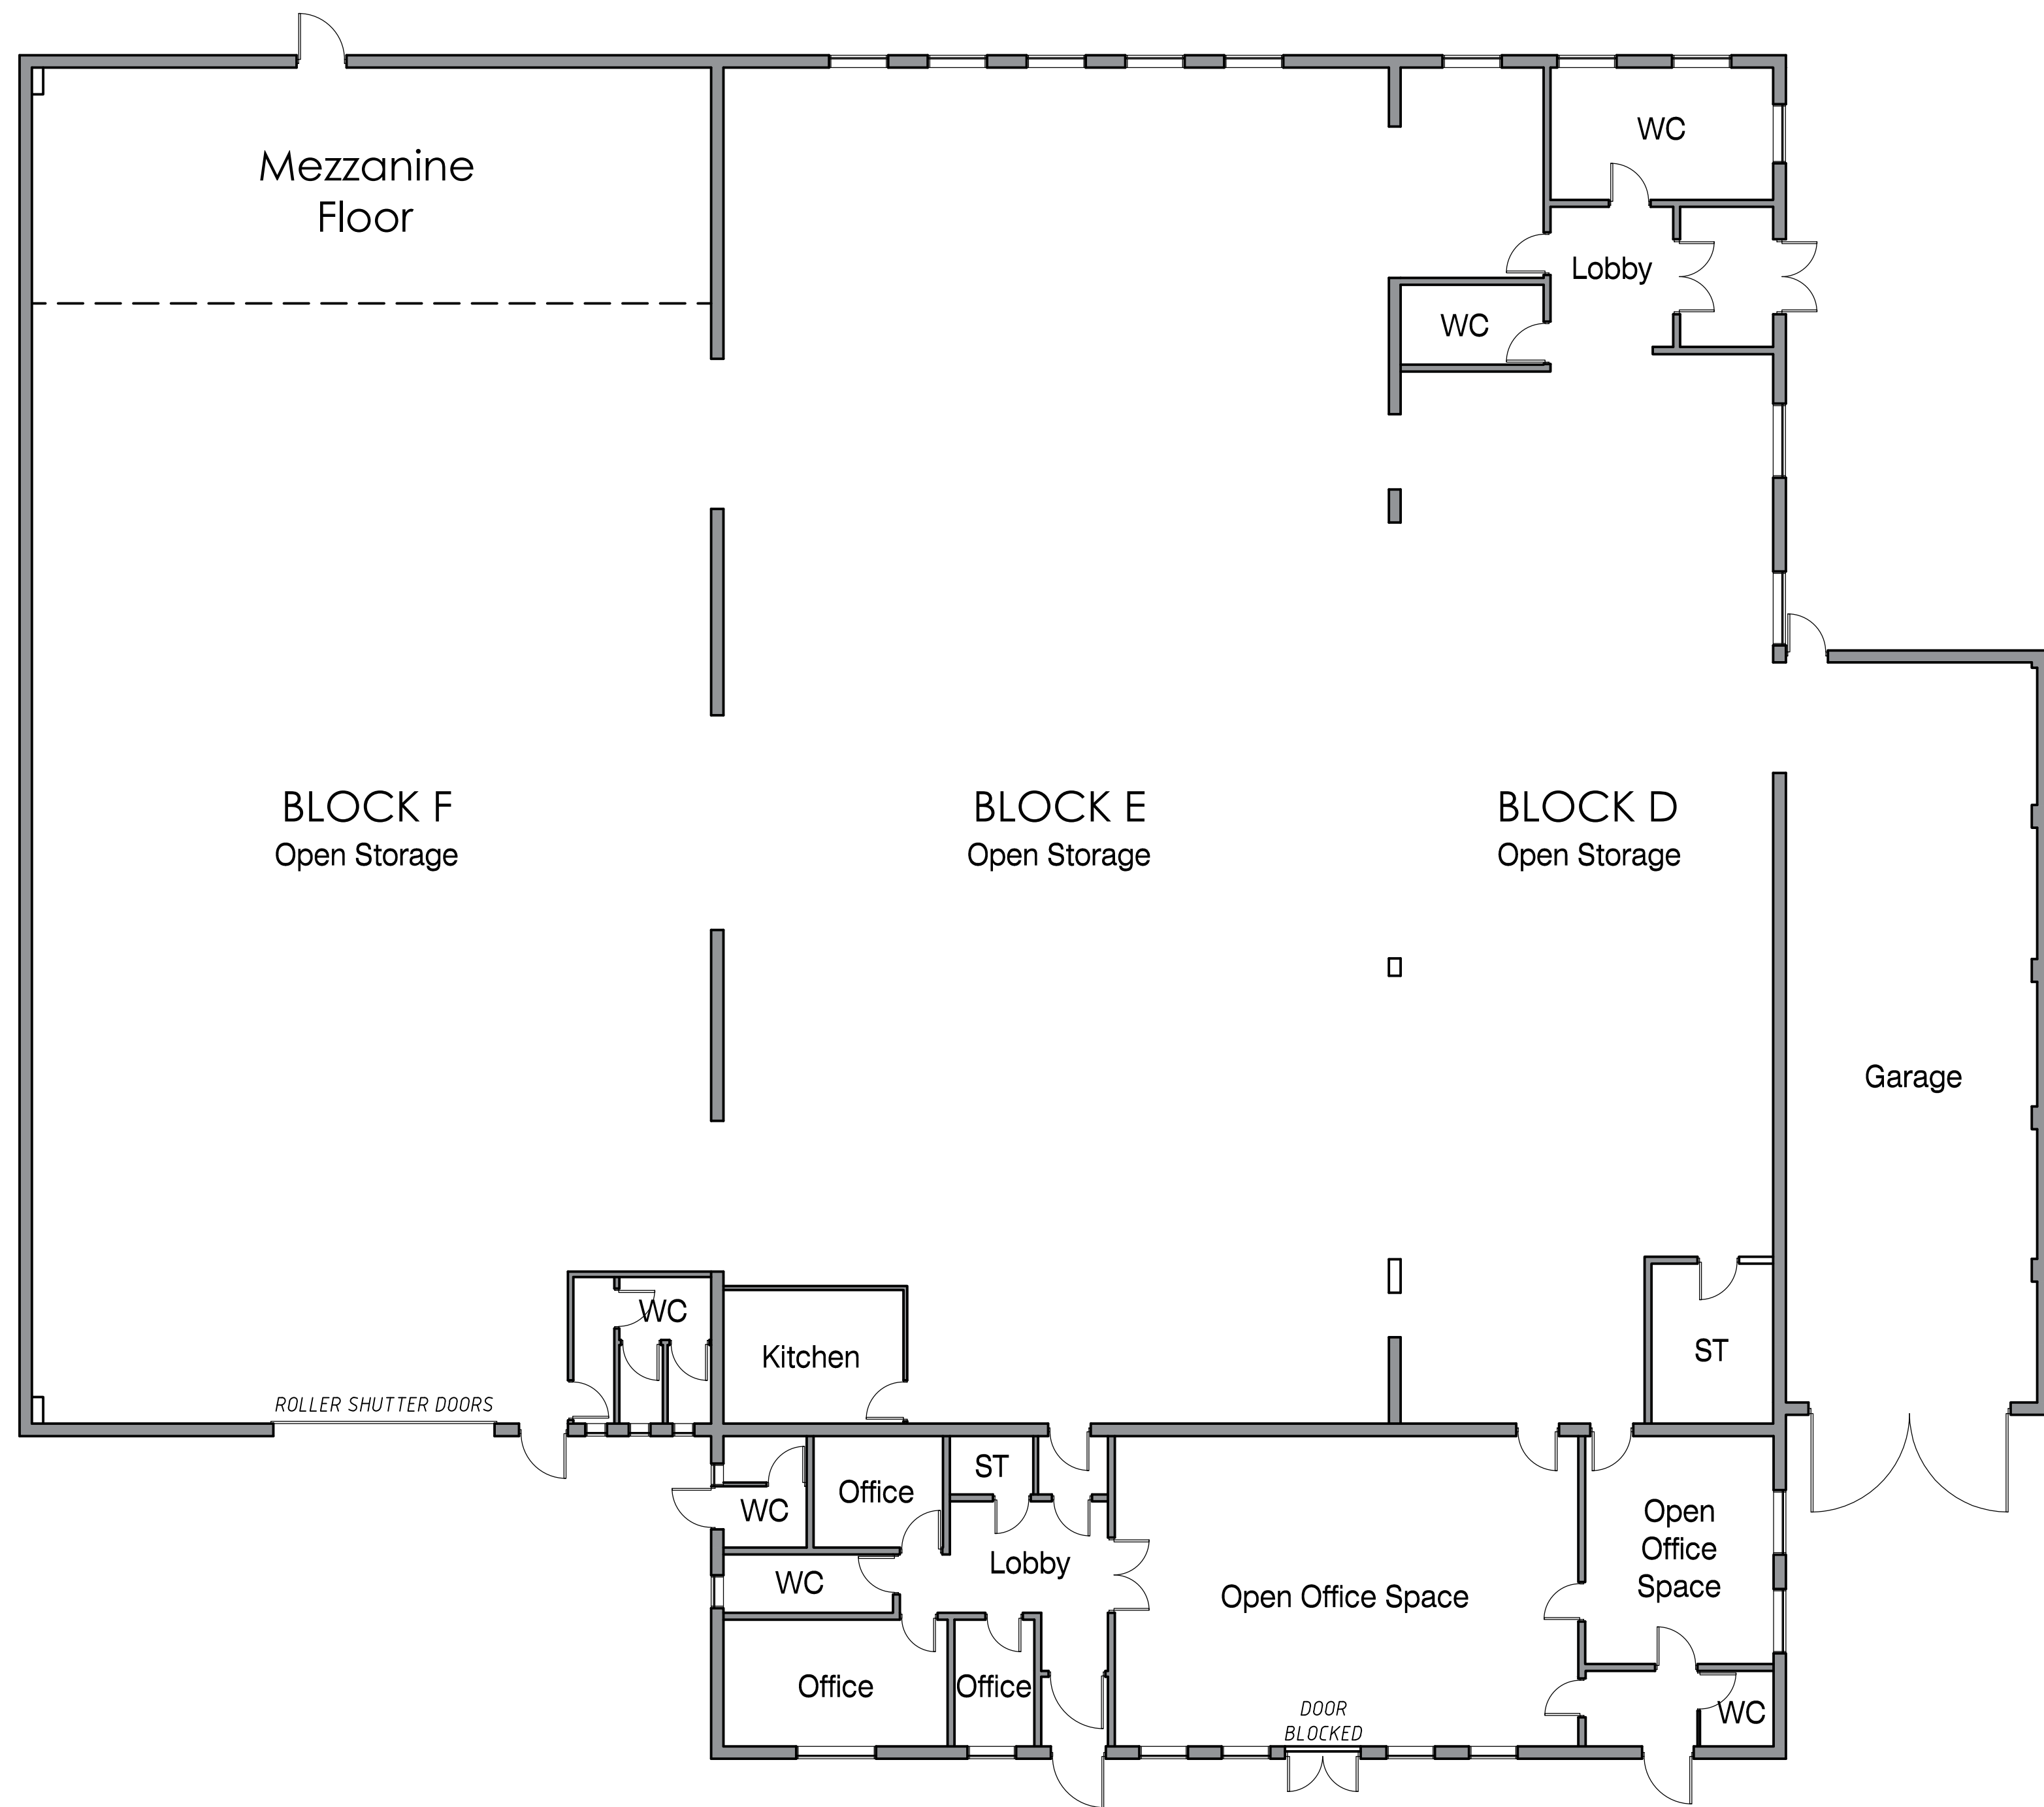 WC
Mezzanine
Floor
Lobby
WC
BLOCK F
Open Storage
BLOCK E
Open Storage
BLOCK D
Open Storage
Garage
WC
Kitchen
ST
ROLLER SHUTTER DOORS
ST
Office
WC
Open
Office
Space
Lobby
WC
Open Office Space
Office
Office
DOOR
BLOCKED
WC